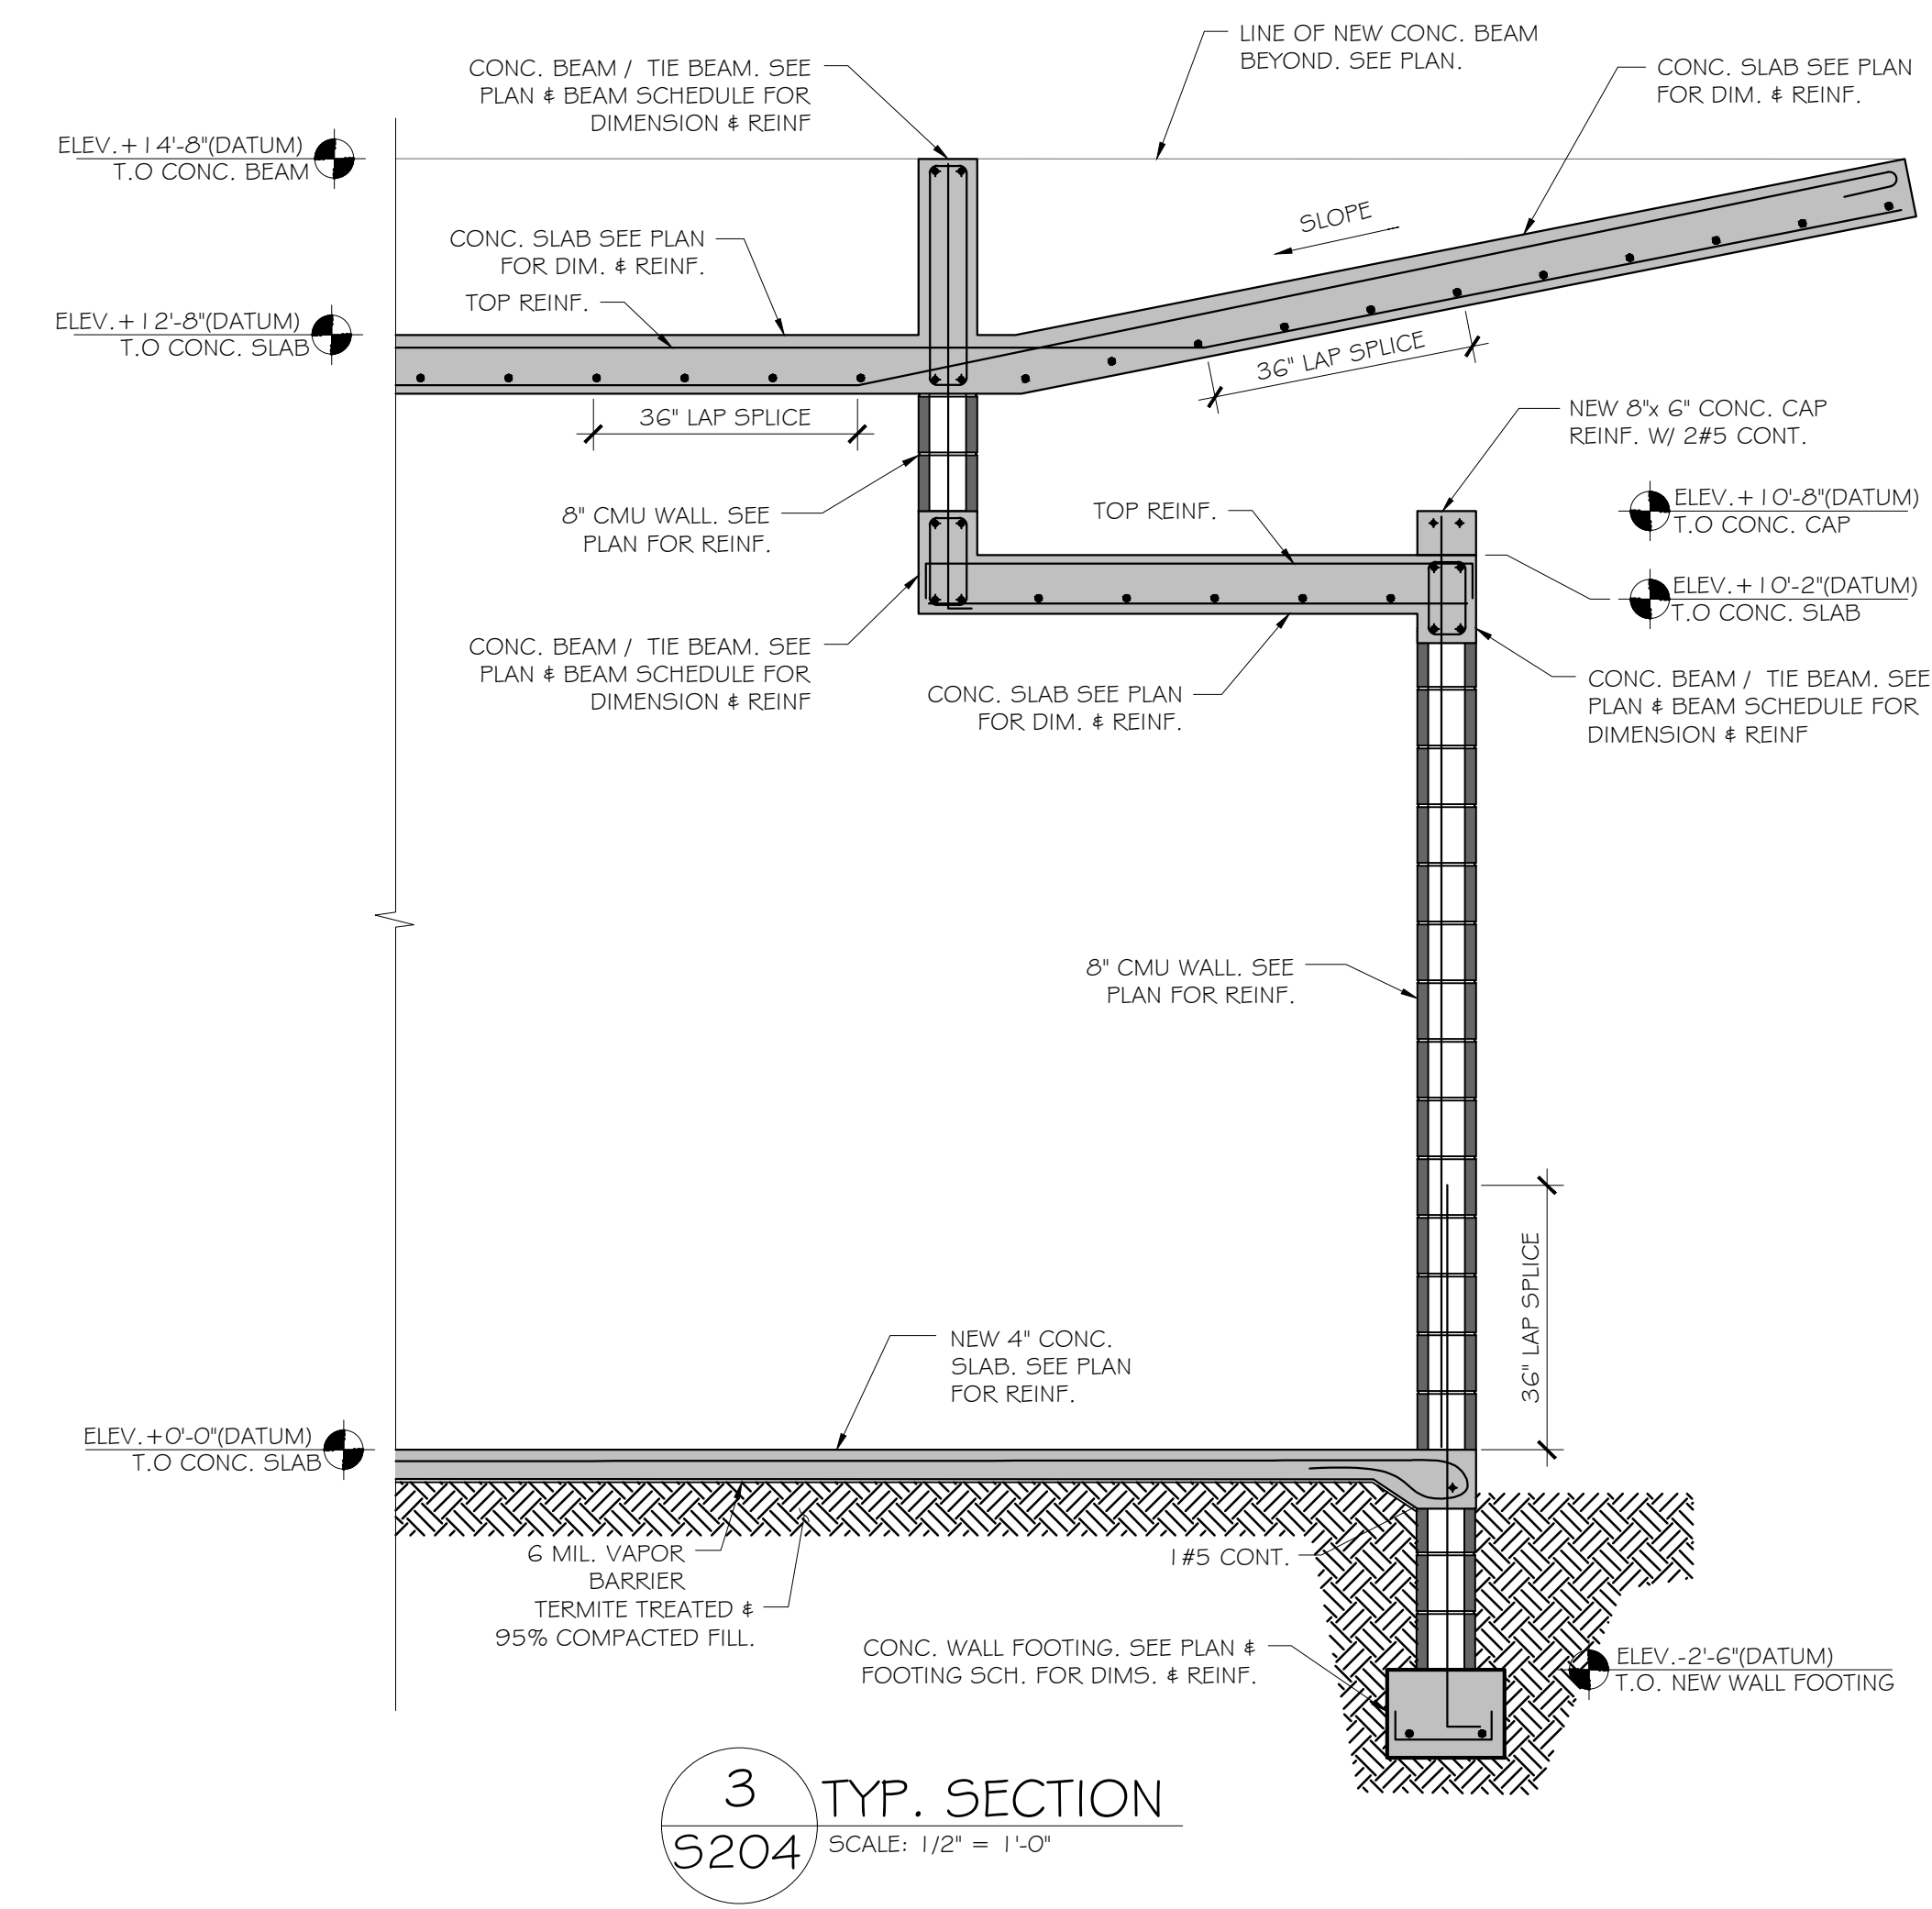 LINE OF NEW CONC. BEAM
BEYOND. SEE PLAN.
CONC. BEAM / TIE BEAM. SEE
PLAN & BEAM SCHEDULE FOR
DIMENSION & REINF
CONC. SLAB SEE PLAN
FOR DIM. & REINF.
ELEV.+14'-8"(DATUM)
T.O CONC. BEAM
SLOPE
CONC. SLAB SEE PLAN
FOR DIM. & REINF.
TOP REINF.
ELEV.+12'-8"(DATUM)
T.O CONC. SLAB
36" LAP SPLICE
36" LAP SPLICE
NEW 8"x 6" CONC. CAP
REINF. W/ 2#5 CONT.
8" CMU WALL. SEE
PLAN FOR REINF.
TOP REINF.
ELEV.+10'-8"(DATUM)
T.O CONC. CAP
ELEV.+10'-2"(DATUM)
T.O CONC. SLAB
CONC. BEAM / TIE BEAM. SEE
PLAN & BEAM SCHEDULE FOR
DIMENSION & REINF
CONC. SLAB SEE PLAN
FOR DIM. & REINF.
CONC. BEAM / TIE BEAM. SEE
PLAN & BEAM SCHEDULE FOR
DIMENSION & REINF
8" CMU WALL. SEE
PLAN FOR REINF.
36" LAP SPLICE
NEW 4" CONC.
SLAB. SEE PLAN
FOR REINF.
ELEV.+0'-0"(DATUM)
T.O CONC. SLAB
6 MIL. VAPOR
BARRIER
TERMITE TREATED &
95% COMPACTED FILL.
1#5 CONT.
CONC. WALL FOOTING. SEE PLAN &
FOOTING SCH. FOR DIMS. & REINF.
ELEV.-2'-6"(DATUM)
T.O. NEW WALL FOOTING
3
S204
TYP. SECTION
SCALE: 1/2" = 1'-0"